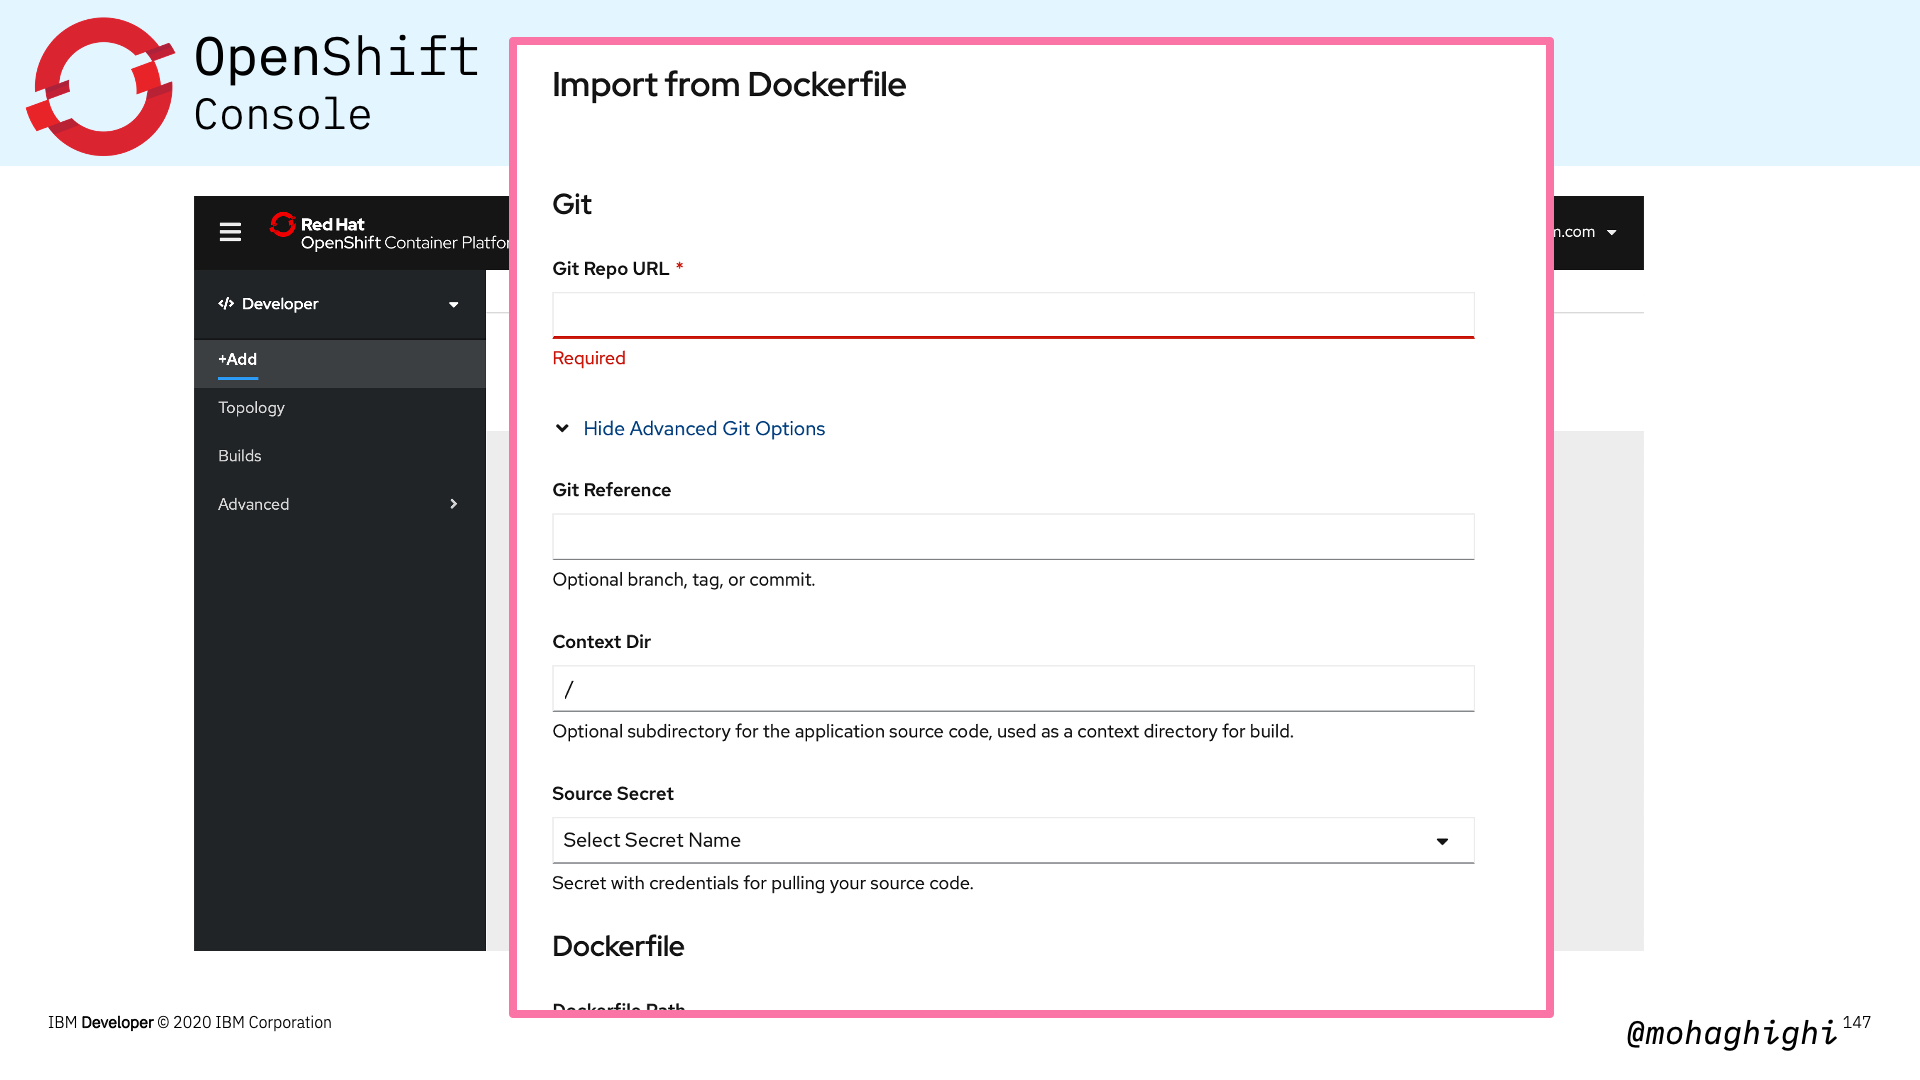 OpenShift
Console
Red Hat
OpenShift Container Platfor
m.com
Developer
+Add
Topology
Builds
Advanced
Import from Dockerfile
Git
Git Repo URL *
Required
Hide Advanced Git Options
Git Reference
Optional branch, tag, or commit.
Context Dir
/
Optional subdirectory for the application source code, used as a context directory for build.
Source Secret
Select Secret Name
Secret with credentials for pulling your source code.
Dockerfile
Dockerfile Path
IBM Developer © 2020 IBM Corporation
@mohaghighi
147